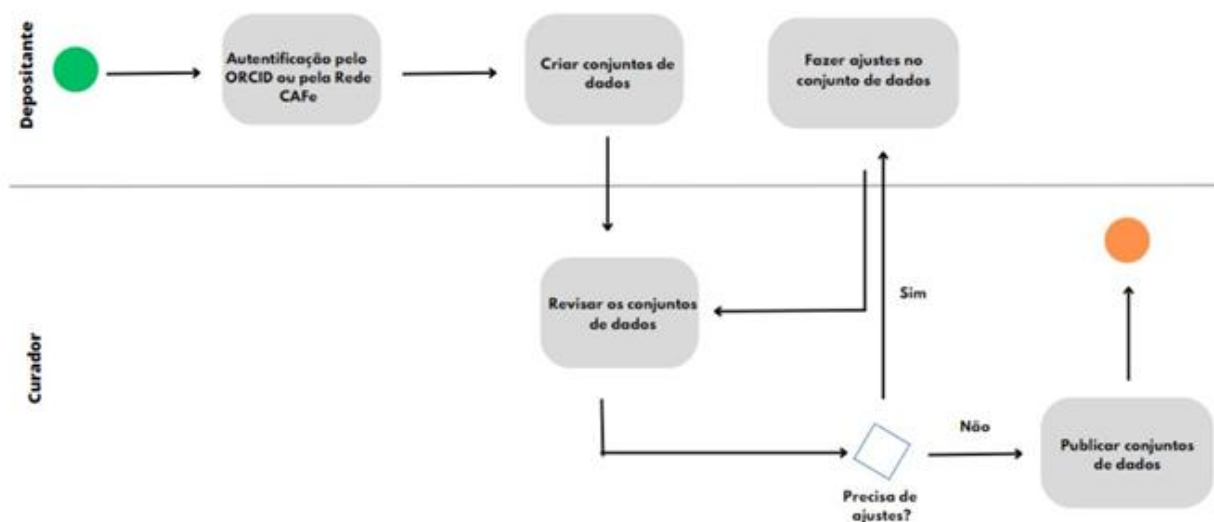 Depositante
Autentificação pelo
ORCID ou pela Rede
CAFe
Criar conjuntos de
dados
Fazer ajustes no
conjunto de dados
Curador
Revisar os conjuntos
de dados
Sim
Precisa de
ajustes?
Não
Publicar conjuntos
de dados